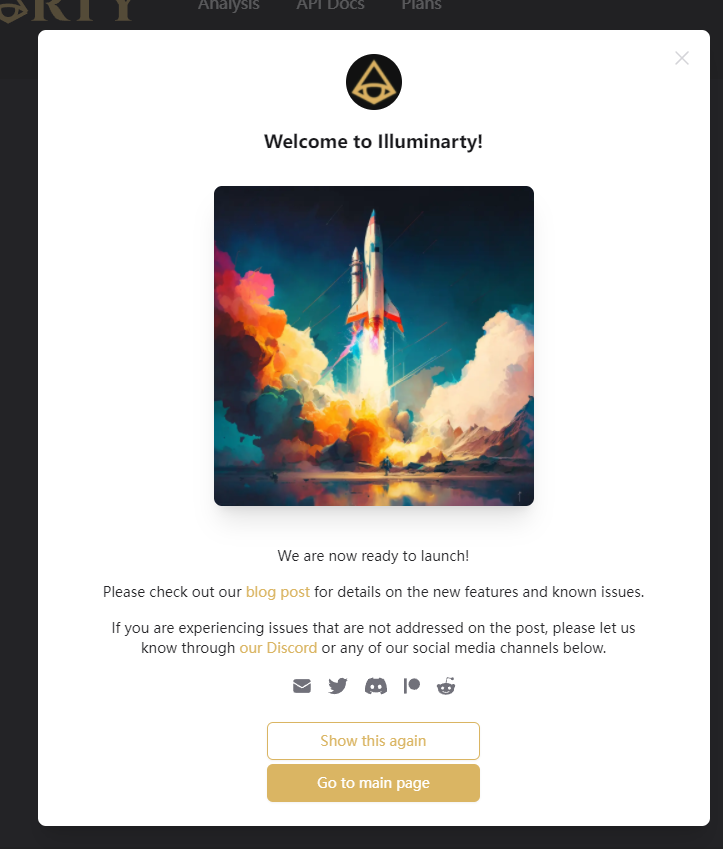 RTY
Analysis API Docs Plans
Welcome to Illuminarty!
We are now ready to launch!
Please check out our blog post for details on the new features and known issues.
If you are experiencing issues that are not addressed on the post, please let us
know through our Discord or any of our social media channels below.
Show this again
Go to main page